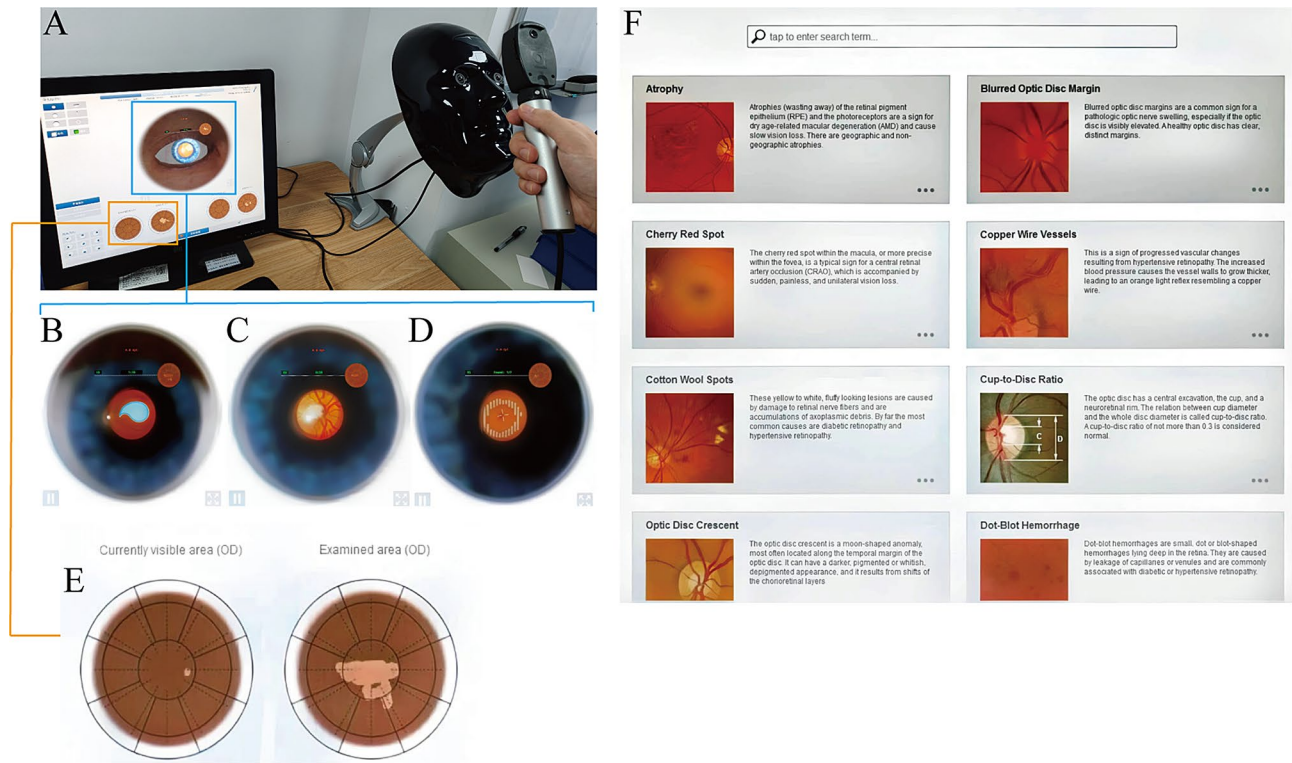 A
B
C
D
Currently visible area (OD)
Examined area (OD)
E
F
tap to enter search term...
Atrophy
Atrophies (wasting away) of the retinal pigment
epithelium (RPE) and the photoreceptors are a sign for
dry age-related macular degeneration (AMD) and cause
slow vision loss. There are geographic and non-
geographic atrophies.
Blurred Optic Disc Margin
Blurred optic disc margins are a common sign for a
pathologic optic nerve swelling, especially if the optic
disc is visibly elevated. A healthy optic disc has clear,
distinct margins.
Cherry Red Spot
The cherry red spot within the macula, or more precise
within the fovea, is a typical sign for a central retinal
artery occlusion (CRAO), which is accompanied by
sudden, painless, and unilateral vision loss.
Copper Wire Vessels
This is a sign of progressed vascular changes
resulting from hypertensive retinopathy. The increased
blood pressure causes the vessel walls to grow thicker,
leading to an orange light reflex resembling a copper
wire.
Cotton Wool Spots
These yellow to white, fluffy looking lesions are caused
by damage to retinal nerve fibers and are
accumulations of axoplasmic debris. By far the most
common causes are diabetic retinopathy and
hypertensive retinopathy.
Cup-to-Disc Ratio
C
D
The optic disc has a central excavation, the cup, and a
neuroretinal rim. The relation between cup diameter
and the whole disc diameter is called cup-to-disc ratio.
A cup-to-disc ratio of not more than 0.3 is considered
normal.
Optic Disc Crescent
The optic disc crescent is a moon-shaped anomaly,
most often located along the temporal margin of the
optic disc. It can have a darker, pigmented or whitish,
depigmented appearance, and it results from shifts of
the chorioretinal layers
Dot-Blot Hemorrhage
Dot-blot hemorrhages are small, dot or blot-shaped
hemorrhages lying deep in the retina. They are caused
by leakage of capillaries or venules and are commonly
associated with diabetic or hypertensive retinopathy.